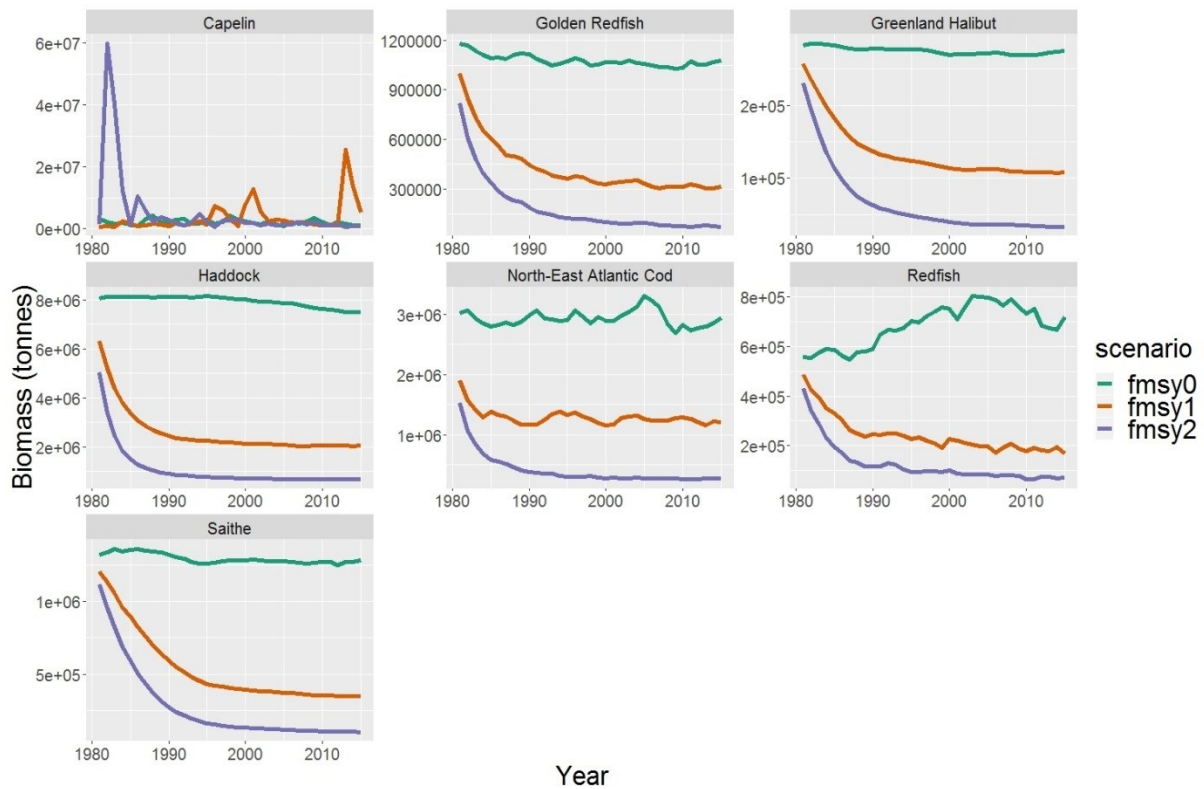 Capelin
Golden Redfish
Greenland Halibut
6e+07
4e+07
2e+07
0e+00
1980 1990 2000 2010
1200000
900000
600000
300000
1980 1990 2000 2010
2e+05
1e+05
1980 1990 2000 2010
Haddock
North-East Atlantic Cod
Redfish
8e+06
6e+06
4e+06
2e+06
1980 1990 2000 2010
3e+06
2e+06
1e+06
1980 1990 2000 2010
8e+05
6e+05
4e+05
2e+05
1980 1990 2000 2010
Saithe
1e+06
5e+05
1980 1990 2000 2010
Biomass (tonnes)
Year
scenario
fmsy0
fmsy1
fmsy2